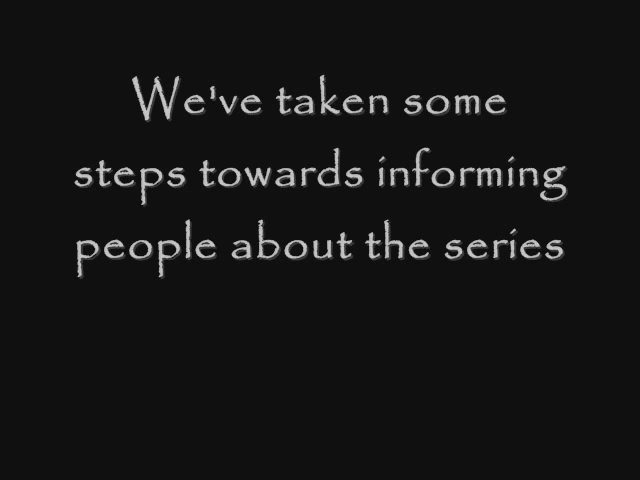 We've taken some
steps towards informing
people about the series